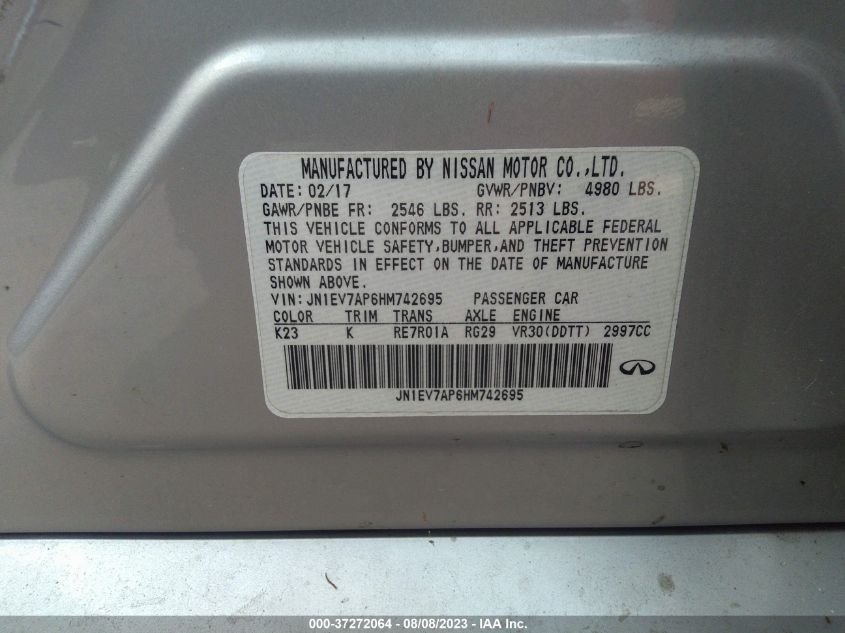 MANUFACTURED BY NISSAN MOTOR CO.,LTD.
DATE: 02/17 GVWR/PNBV: 4980 LBS.
GAWR/PNBE FR: 2546 LBS. RR: 2513 LBS.
THIS VEHICLE CONFORMS TO ALL APPLICABLE FEDERAL
MOTOR VEHICLE SAFETY,BUMPER,AND THEFT PREVENTION
STANDARDS IN EFFECT ON THE DATE OF MANUFACTURE
SHOWN ABOVE.
VIN: JN1EV7AP6HM742695 PASSENGER CAR
COLOR TRIM TRANS AXLE ENGINE
K23 K RE7R01A RG29 VR30(DDTT) 2997CC
JN1EV7AP6HM742695
000-37272064 - 08/08/2023 - IAA Inc.